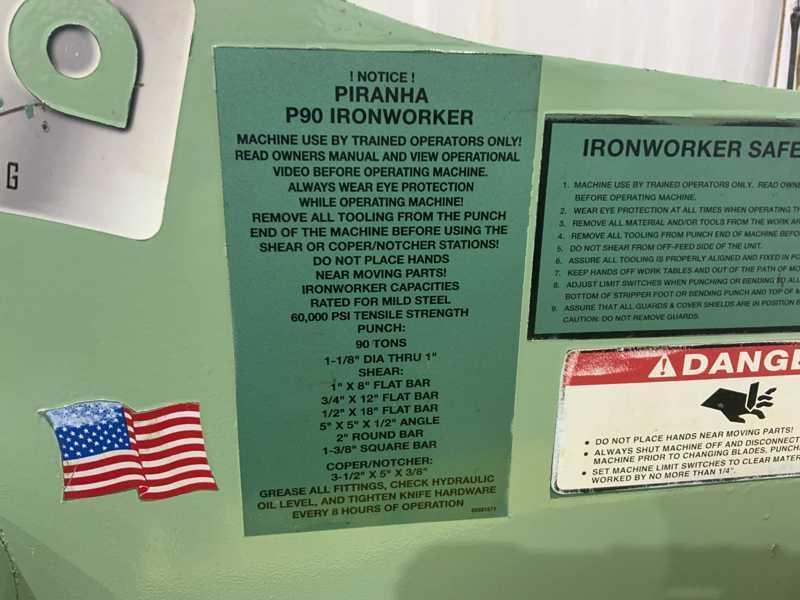 G
! NOTICE !
PIRANHA
P90 IRONWORKER
MACHINE USE BY TRAINED OPERATORS ONLY!
READ OWNERS MANUAL AND VIEW OPERATIONAL
VIDEO BEFORE OPERATING MACHINE.
ALWAYS WEAR EYE PROTECTION
WHILE OPERATING MACHINE!
REMOVE ALL TOOLING FROM THE PUNCH
END OF THE MACHINE BEFORE USING THE
SHEAR OR COPER/NOTCHER STATIONS!
DO NOT PLACE HANDS
NEAR MOVING PARTS!
IRONWORKER CAPACITIES
RATED FOR MILD STEEL
60,000 PSI TENSILE STRENGTH
PUNCH:
90 TONS
1-1/8" DIA THRU 1"
SHEAR:
1" X 8" FLAT BAR
3/4" X 12" FLAT BAR
1/2" X 18" FLAT BAR
5" X 5" X 1/2" ANGLE
2" ROUND BAR
1-3/8" SQUARE BAR
COPER/NOTCHER:
3-1/2" X 5" X 3/8"
GREASE ALL FITTINGS, CHECK HYDRAULIC
OIL LEVEL, AND TIGHTEN KNIFE HARDWARE
EVERY 8 HOURS OF OPERATION
IRONWORKER SAFE
1. MACHINE USE BY TRAINED OPERATORS ONLY. READ OWNE
BEFORE OPERATING MACHINE.
2. WEAR EYE PROTECTION AT ALL TIMES WHEN OPERATING TH
3. REMOVE ALL MATERIAL AND/OR TOOLS FROM THE WORK AR
4. REMOVE ALL TOOLING FROM PUNCH END OF MACHINE BEFO
5. DO NOT SHEAR FROM OFF-FEED SIDE OF THE UNIT.
6. ASSURE ALL TOOLING IS PROPERLY ALIGNED AND FIXED IN PO
7. KEEP HANDS OFF WORK TABLES AND OUT OF THE PATH OF MO
8. ADJUST LIMIT SWITCHES WHEN PUNCHING OR BENDING TO ALL
BOTTOM OF STRIPPER FOOT OR BENDING PUNCH AND TOP OF M
9. ASSURE THAT ALL GUARDS & COVER SHIELDS ARE IN POSITION B
CAUTION: DO NOT REMOVE GUARDS.
DANGE
• DO NOT PLACE HANDS NEAR MOVING PARTS!
• ALWAYS SHUT MACHINE OFF AND DISCONNECT
MACHINE PRIOR TO CHANGING BLADES, PUNCH
• SET MACHINE LIMIT SWITCHES TO CLEAR MATER
WORKED BY NO MORE THAN 1/4".